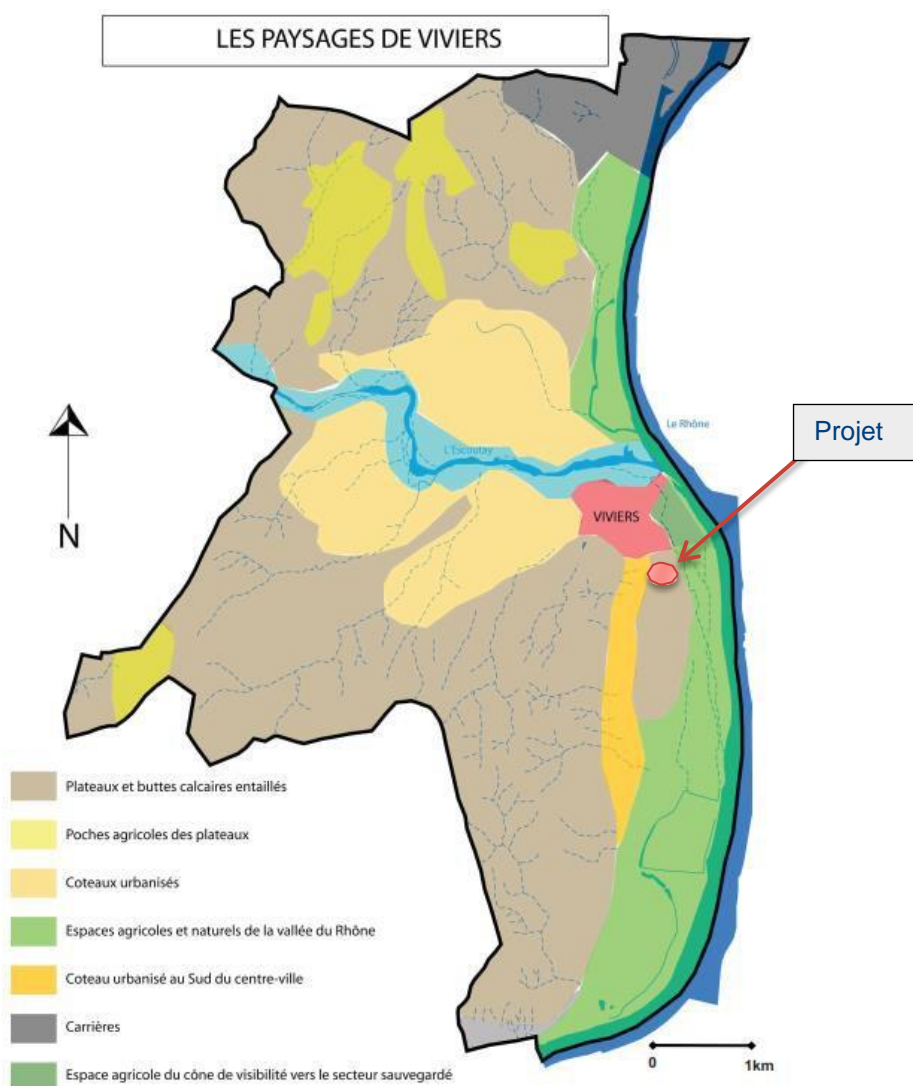 LES PAYSAGES DE VIVIERS
Le Rhône
Projet
L'Escoutay
N
VIVIERS
Plateaux et buttes calcaires entaillés
Poches agricoles des plateaux
Coteaux urbanisés
Espaces agricoles et naturels de la vallée du Rhône
Coteau urbanisé au Sud du centre-ville
Carrières
0 1km
Espace agricole du cône de visibilité vers le secteur sauvegardé